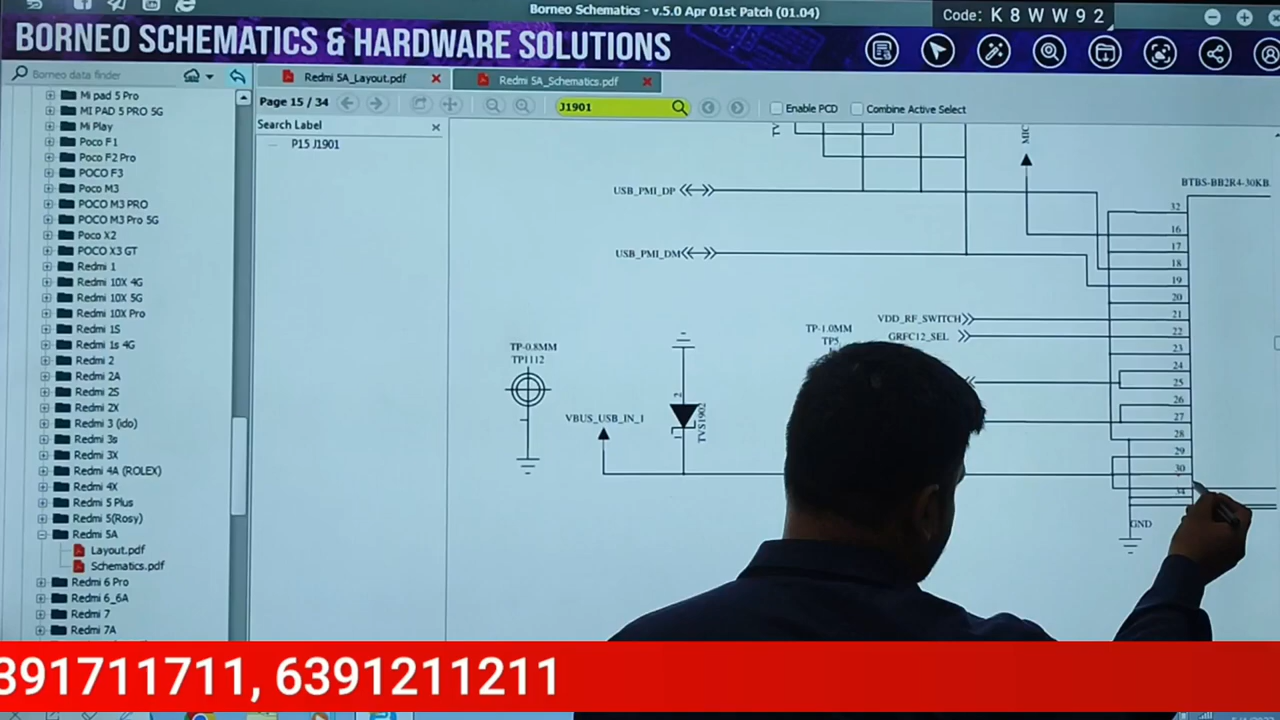 Borneo Schematics - v.5.0 Apr 01st Patch (01.04)
Code: K8WW92
BORNEO SCHEMATICS & HARDWARE SOLUTIONS
Borneo data finder
Redmi 5A_Layout.pdf
Redmi 5A_Schematics.pdf
Page 15 / 34
J1901
Enable PCD
Combine Active Select
Search Label
P15 J1901
Mi pad 5 Pro
MI PAD 5 PRO 5G
Mi Play
Poco F1
Poco F2 Pro
POCO F3
Poco M3
POCO M3 PRO
POCO M3 Pro 5G
Poco X2
POCO X3 GT
Redmi 1
Redmi 10X 4G
Redmi 10X 5G
Redmi 10X Pro
Redmi 1S
Redmi 1s 4G
Redmi 2
Redmi 2A
Redmi 2S
Redmi 2X
Redmi 3 (ido)
Redmi 3s
Redmi 3X
Redmi 4A (ROLEX)
Redmi 4X
Redmi 5 Plus
Redmi 5(Rosy)
Redmi 5A
Layout.pdf
Schematics.pdf
Redmi 6 Pro
Redmi 6_6A
Redmi 7
Redmi 7A
MIC
BTBS-BB2R4-30KB
USB_PMI_DP
USB_PMI_DM
VDD_RF_SWITCH
GRFC12_SEL
TP-1.0MM
TP5
TP-0.8MM
TP1112
VBUS_USB_IN_1
2
1
TVS1902
32
16
17
18
19
20
21
22
23
24
25
26
27
28
29
30
34
GND
391711711, 6391211211